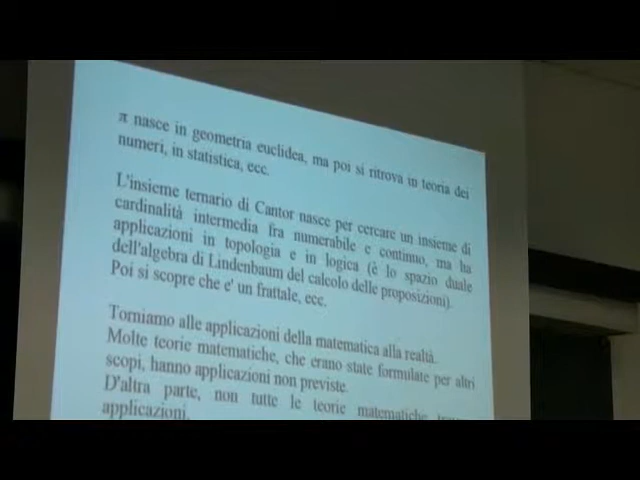 π nasce in geometria euclidea, ma poi si ritrova in teoria dei
numeri, in statistica, ecc.
L'insieme ternario di Cantor nasce per cercare un insieme di
cardinalità intermedia fra numerabile e continuo, ma ha
applicazioni in topologia e in logica (è lo spazio duale
dell'algebra di Lindenbaum del calcolo delle proposizioni).
Poi si scopre che e' un frattale, ecc.
Torniamo alle applicazioni della matematica alla realtà.
Molte teorie matematiche, che erano state formulate per altri
scopi, hanno applicazioni non previste.
D'altra parte, non tutte le teorie matematiche
applicazioni.